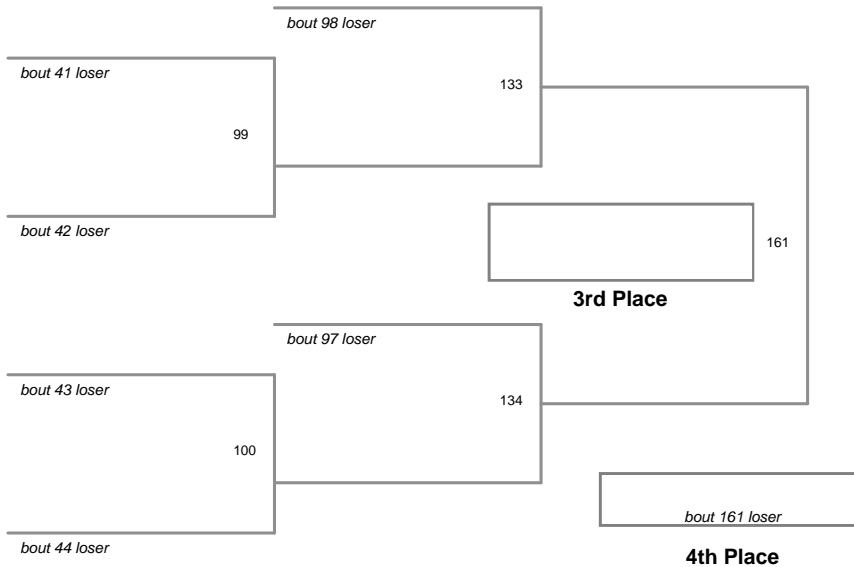 bout 98 loser
bout 41 loser
133
99
bout 42 loser
161
3rd Place
bout 97 loser
bout 43 loser
134
100
bout 161 loser
bout 44 loser
4th Place